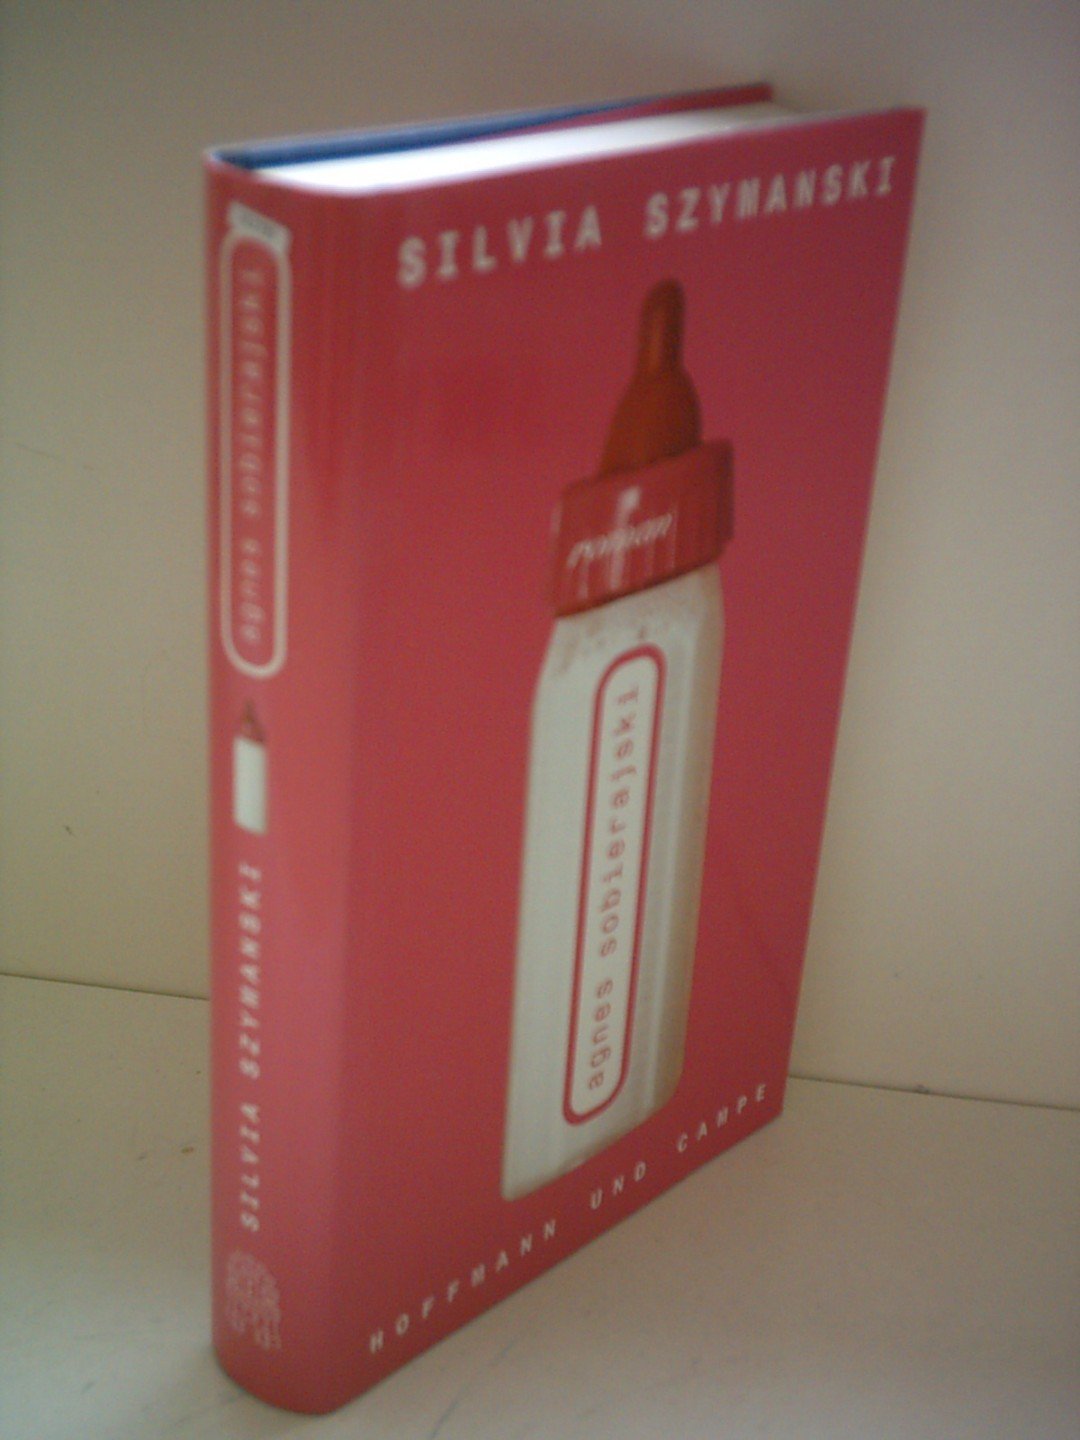 SILVIA SZYMANSKI
roman
agnes sobierajski
HOFFMANN UND CAMPE
agnes sobierajski
SILVIA SZYMANSKI